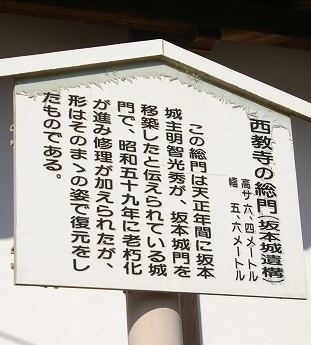 西教寺の総門(坂本城遺構)
高サ六、四メートル
幅 五、六メートル
この総門は天正年間に坂本
城主明智光秀が、坂本城門を
移築したと伝えられている城
門で、昭和五十九年に老朽化
が進み修理が加えられたが、
形はそのまゝの姿で復元をし
たものである。